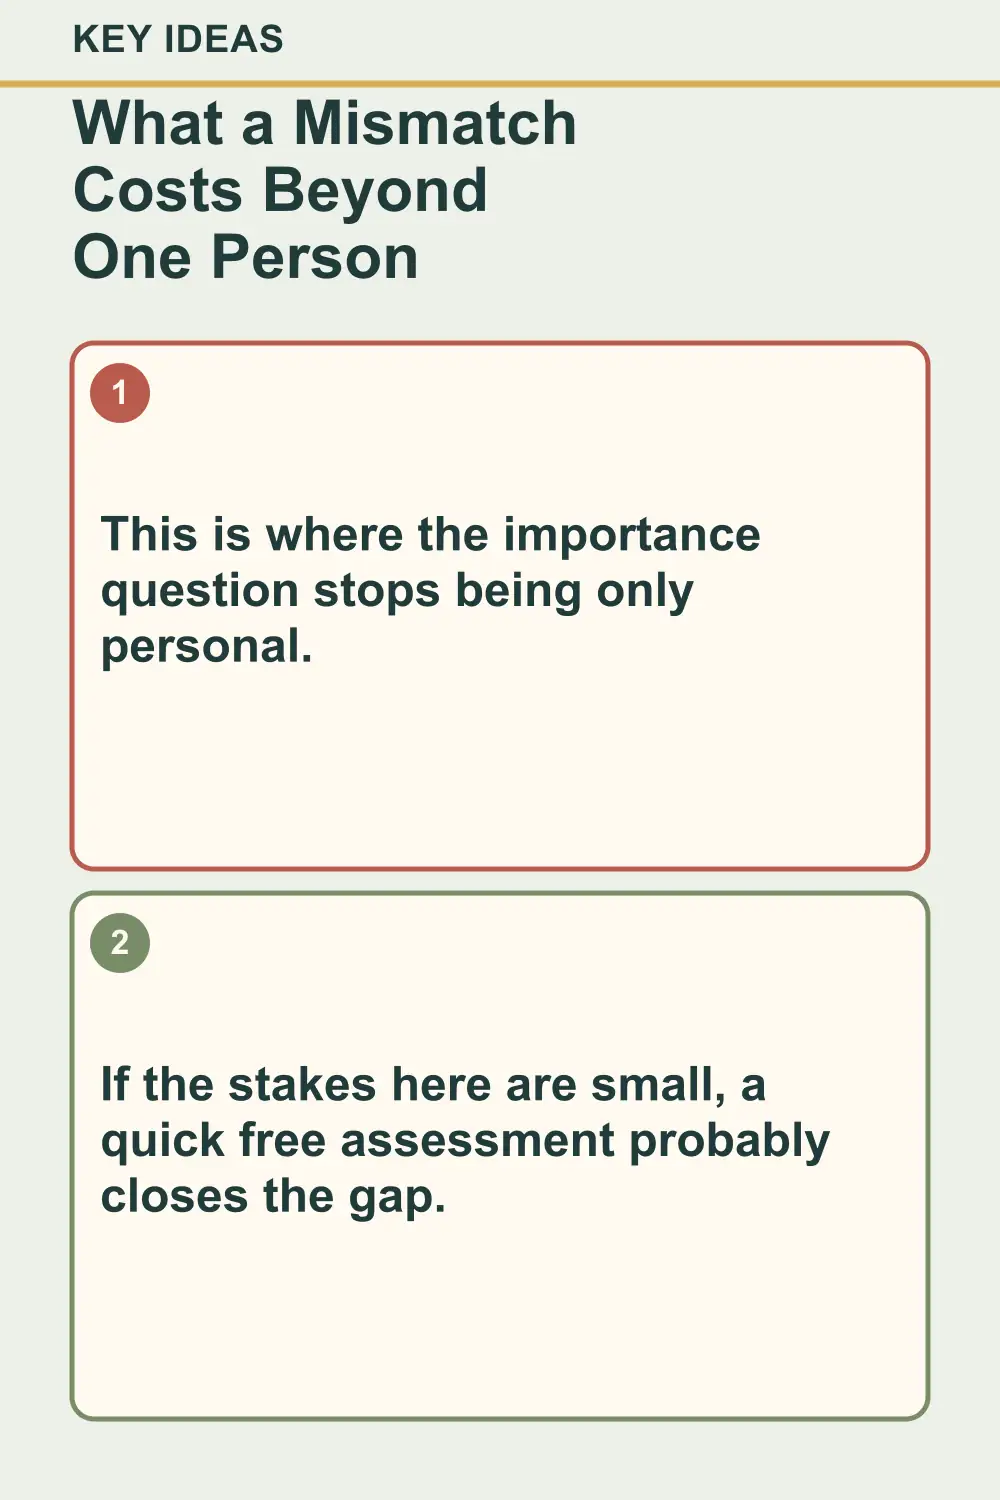 KEY IDEAS
What a Mismatch
Costs Beyond
One Person
1
This is where the importance
question stops being only
personal.
2
If the stakes here are small, a
quick free assessment probably
closes the gap.